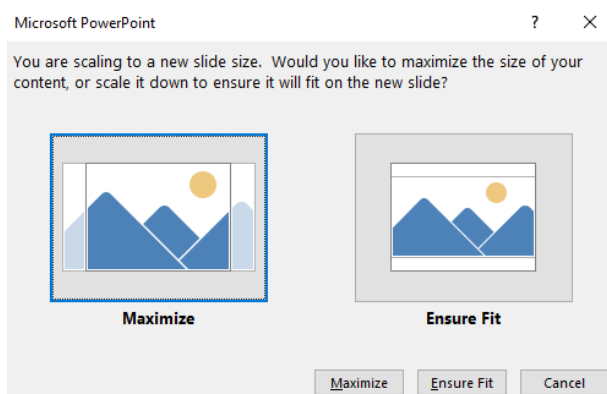 Microsoft PowerPoint
?
You are scaling to a new slide size.  Would you like to maximize the size of your
content, or scale it down to ensure it will fit on the new slide?
Maximize
Ensure Fit
Maximize
Ensure Fit
Cancel